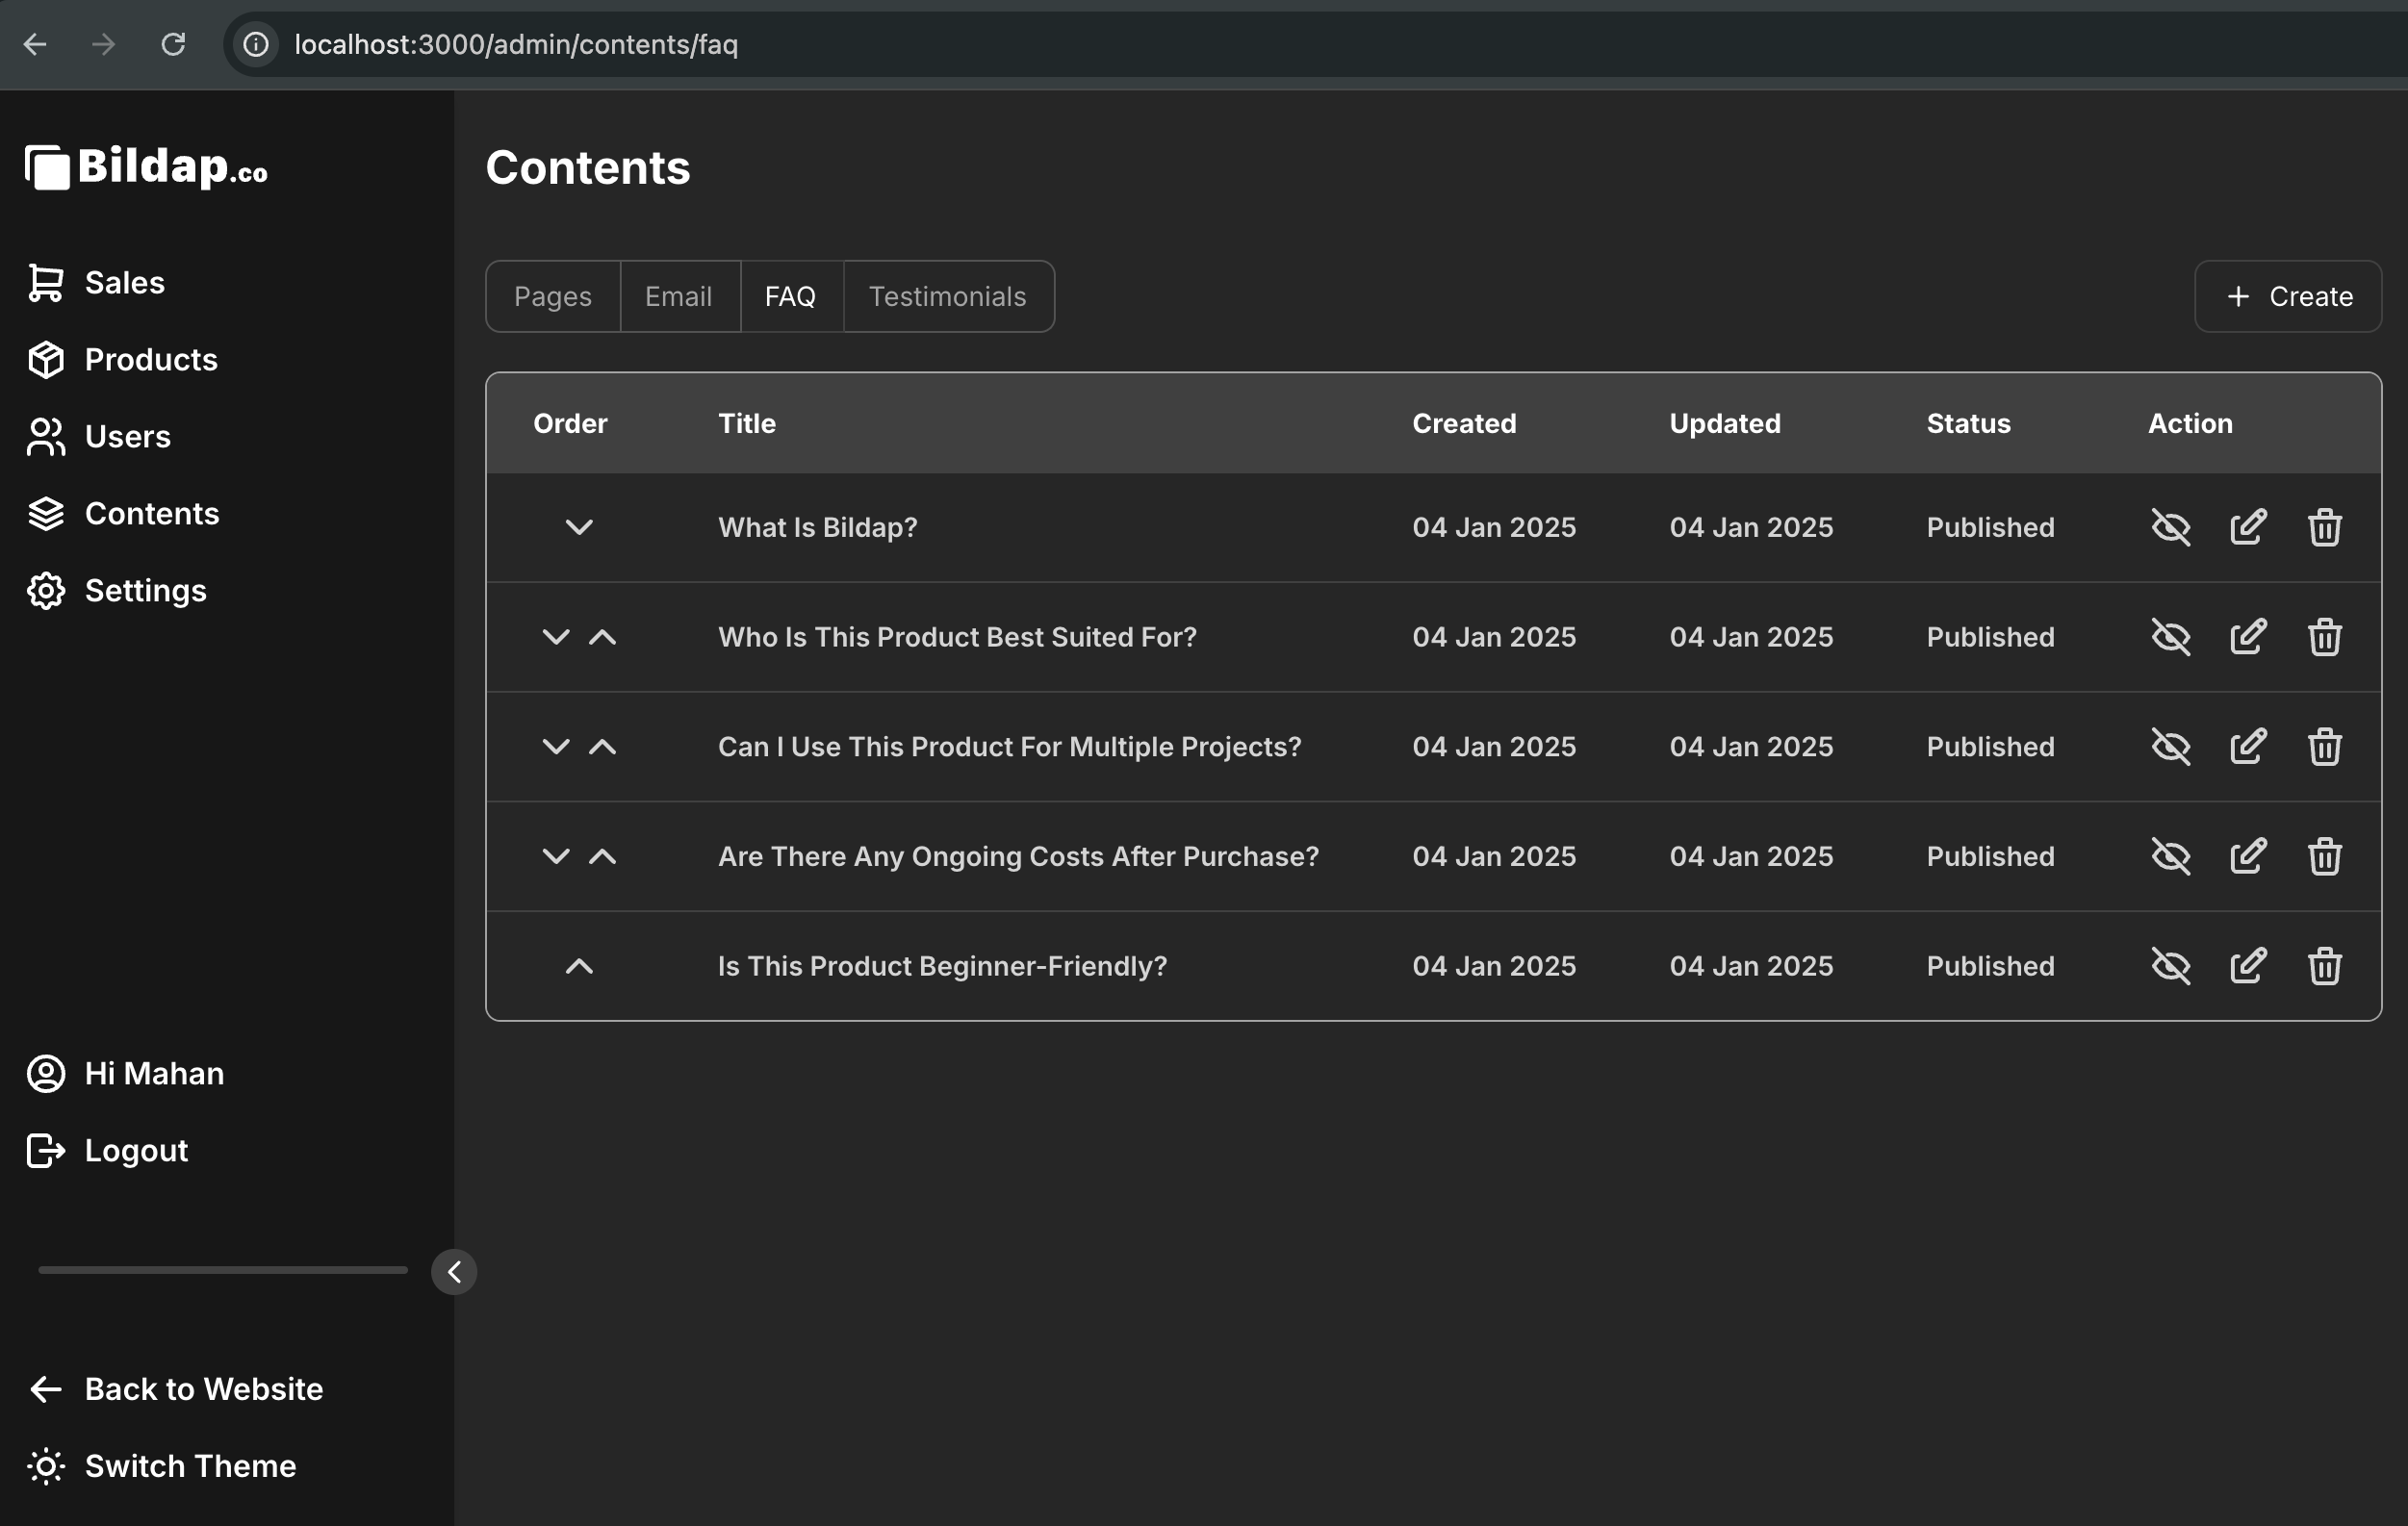 localhost:3000/admin/contents/faq
Bildap.co
Sales
Products
Users
Contents
Settings
Hi Mahan
Logout
Back to Website
Switch Theme
Contents
Pages Email FAQ Testimonials
+ Create
Order Title Created Updated Status Action
What Is Bildap? 04 Jan 2025 04 Jan 2025 Published
Who Is This Product Best Suited For? 04 Jan 2025 04 Jan 2025 Published
Can I Use This Product For Multiple Projects? 04 Jan 2025 04 Jan 2025 Published
Are There Any Ongoing Costs After Purchase? 04 Jan 2025 04 Jan 2025 Published
Is This Product Beginner-Friendly? 04 Jan 2025 04 Jan 2025 Published